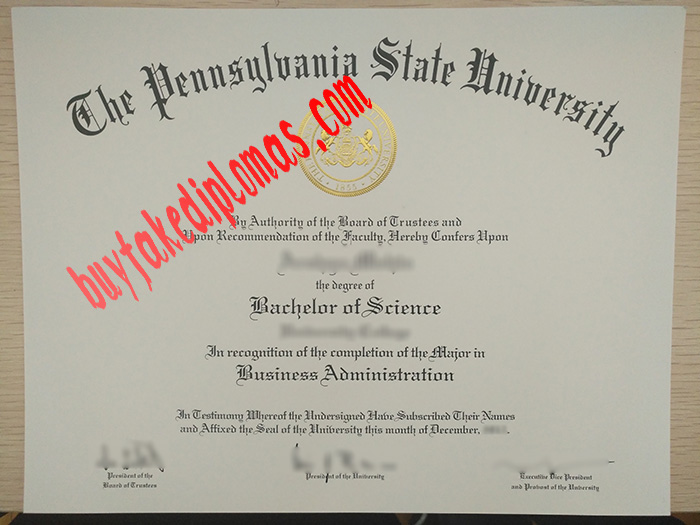 The Pennsylvania State University
buyfakediplomas.com
1855
By Authority of the Board of Trustees and
Upon Recommendation of the Faculty, Hereby Confers Upon
the degree of
Bachelor of Science
University College
In recognition of the completion of the Major in
Business Administration
In Testimony Whereof the Undersigned Have Subscribed Their Names
and Affixed the Seal of the University this month of December,
President of the
Board of Trustees
President of the University
Executive Vice President
and Provost of the University